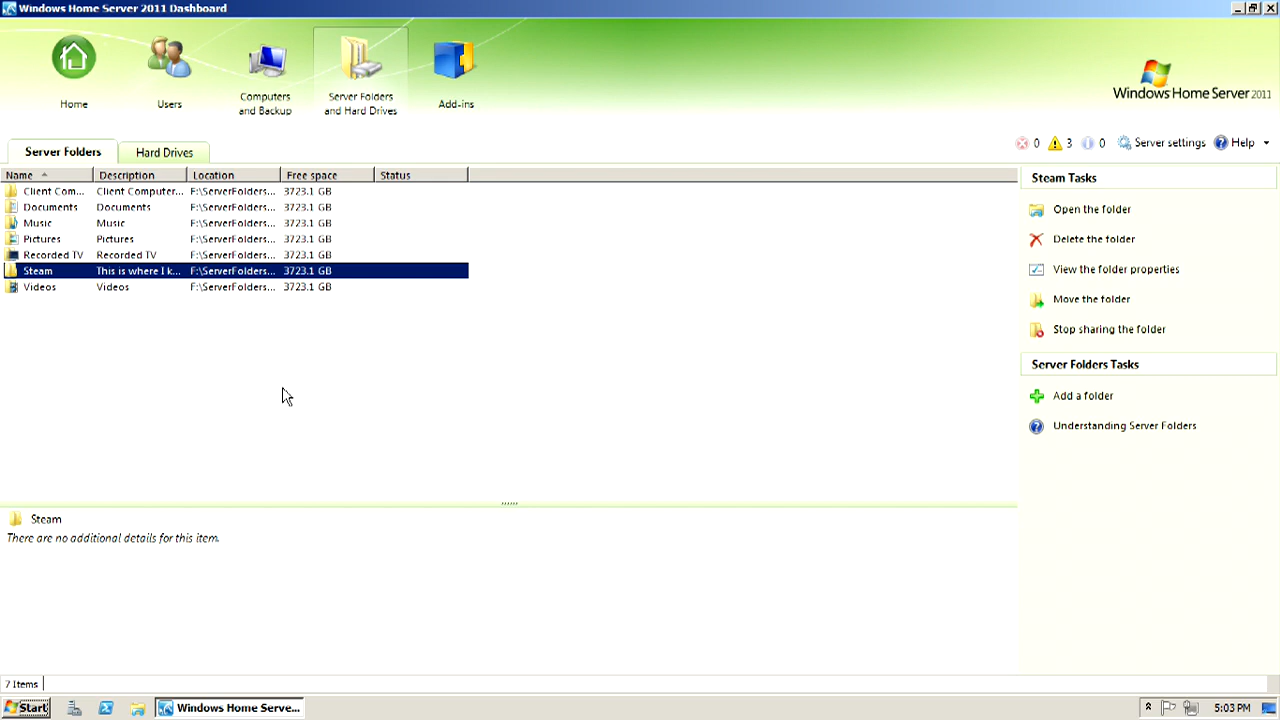 Windows Home Server 2011 Dashboard
Home
Users
Computers and Backup
Server Folders and Hard Drives
Add-ins
Windows Home Server 2011
Server Folders
Hard Drives
0
3
0
Server settings
Help
Name
Description
Location
Free space
Status
Client Com... Client Computer... F:\ServerFolders... 3723.1 GB
Documents Documents F:\ServerFolders... 3723.1 GB
Music Music F:\ServerFolders... 3723.1 GB
Pictures Pictures F:\ServerFolders... 3723.1 GB
Recorded TV Recorded TV F:\ServerFolders... 3723.1 GB
Steam This is where I k... F:\ServerFolders... 3723.1 GB
Videos Videos F:\ServerFolders... 3723.1 GB
Steam Tasks
Open the folder
Delete the folder
View the folder properties
Move the folder
Stop sharing the folder
Server Folders Tasks
Add a folder
Understanding Server Folders
Steam
There are no additional details for this item.
7 Items
Start
Windows Home Serve...
5:03 PM